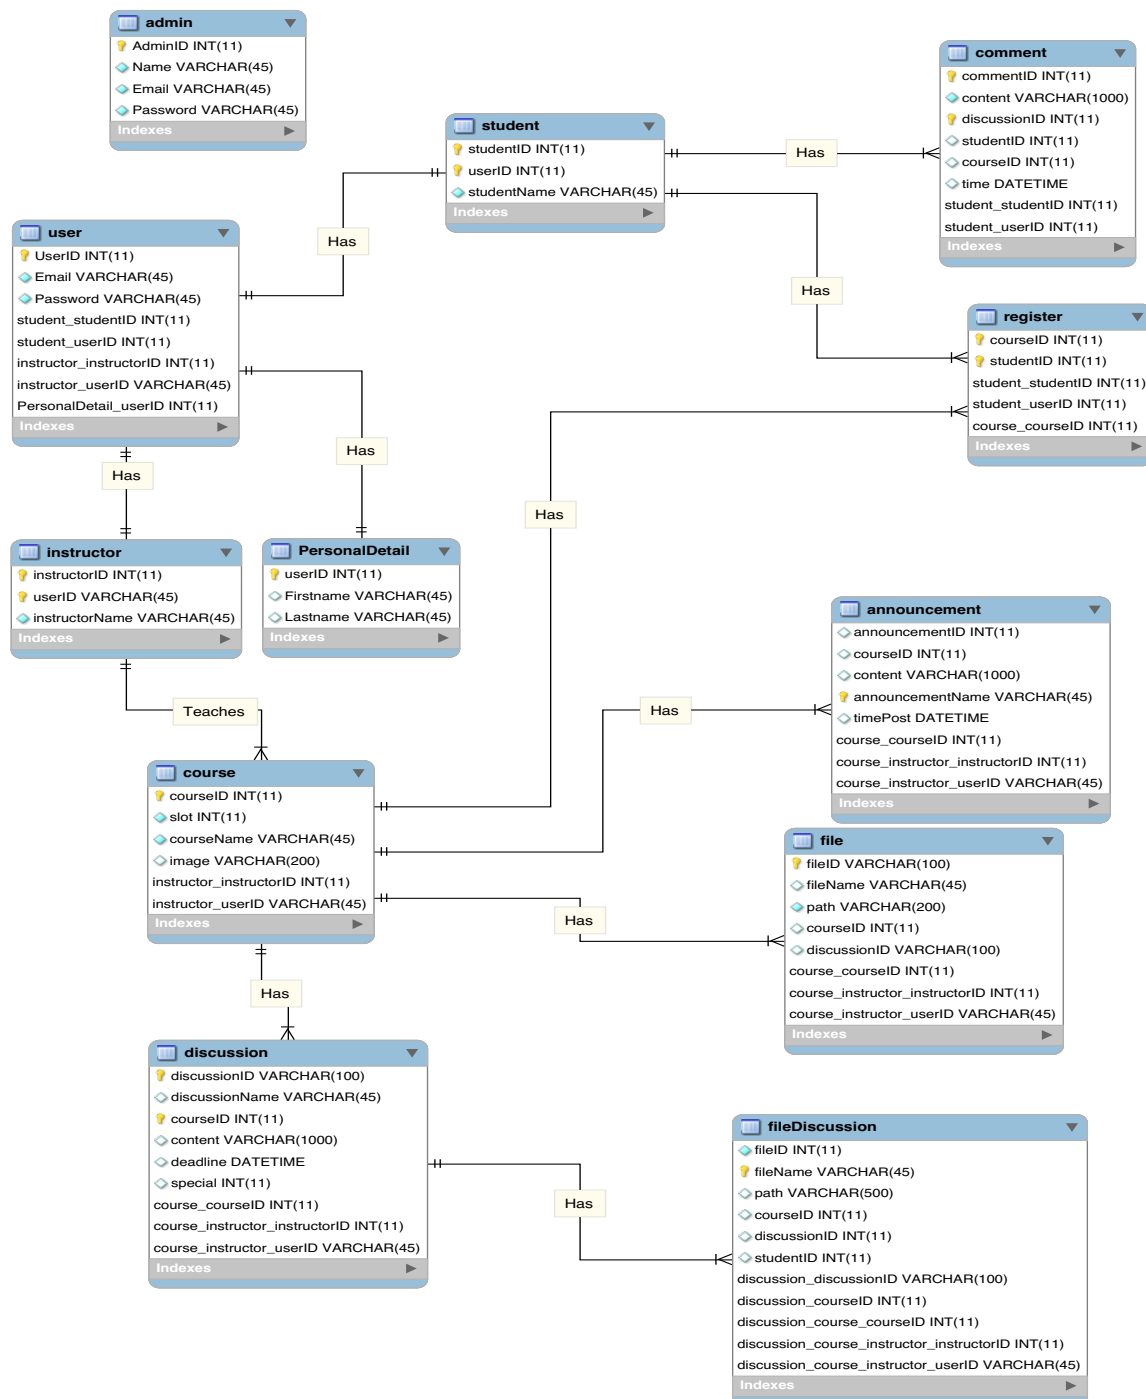 admin
AdminID INT(11)
Name VARCHAR(45)
Email VARCHAR(45)
Password VARCHAR(45)
Indexes
student
studentID INT(11)
userID INT(11)
studentName VARCHAR(45)
Indexes
comment
commentID INT(11)
content VARCHAR(1000)
discussionID INT(11)
studentID INT(11)
courseID INT(11)
time DATETIME
student_studentID INT(11)
student_userID INT(11)
Indexes
Has
Has
Has
user
UserID INT(11)
Email VARCHAR(45)
Password VARCHAR(45)
student_studentID INT(11)
student_userID INT(11)
instructor_instructorID INT(11)
instructor_userID VARCHAR(45)
PersonalDetail_userID INT(11)
Indexes
register
courseID INT(11)
studentID INT(11)
student_studentID INT(11)
student_userID INT(11)
course_courseID INT(11)
Indexes
Has
Has
Has
instructor
instructorID INT(11)
userID VARCHAR(45)
instructorName VARCHAR(45)
Indexes
PersonalDetail
userID INT(11)
Firstname VARCHAR(45)
Lastname VARCHAR(45)
Indexes
announcement
announcementID INT(11)
courseID INT(11)
content VARCHAR(1000)
announcementName VARCHAR(45)
timePost DATETIME
course_courseID INT(11)
course_instructor_instructorID INT(11)
course_instructor_userID VARCHAR(45)
Indexes
Teaches
Has
course
courseID INT(11)
slot INT(11)
courseName VARCHAR(45)
image VARCHAR(200)
instructor_instructorID INT(11)
instructor_userID VARCHAR(45)
Indexes
file
fileID VARCHAR(100)
fileName VARCHAR(45)
path VARCHAR(200)
courseID INT(11)
discussionID VARCHAR(100)
course_courseID INT(11)
course_instructor_instructorID INT(11)
course_instructor_userID VARCHAR(45)
Indexes
Has
Has
discussion
discussionID VARCHAR(100)
discussionName VARCHAR(45)
courseID INT(11)
content VARCHAR(1000)
deadline DATETIME
special INT(11)
course_courseID INT(11)
course_instructor_instructorID INT(11)
course_instructor_userID VARCHAR(45)
Indexes
Has
fileDiscussion
fileID INT(11)
fileName VARCHAR(45)
path VARCHAR(500)
courseID INT(11)
discussionID INT(11)
studentID INT(11)
discussion_discussionID VARCHAR(100)
discussion_courseID INT(11)
discussion_course_courseID INT(11)
discussion_course_instructor_instructorID INT(11)
discussion_course_instructor_userID VARCHAR(45)
Indexes